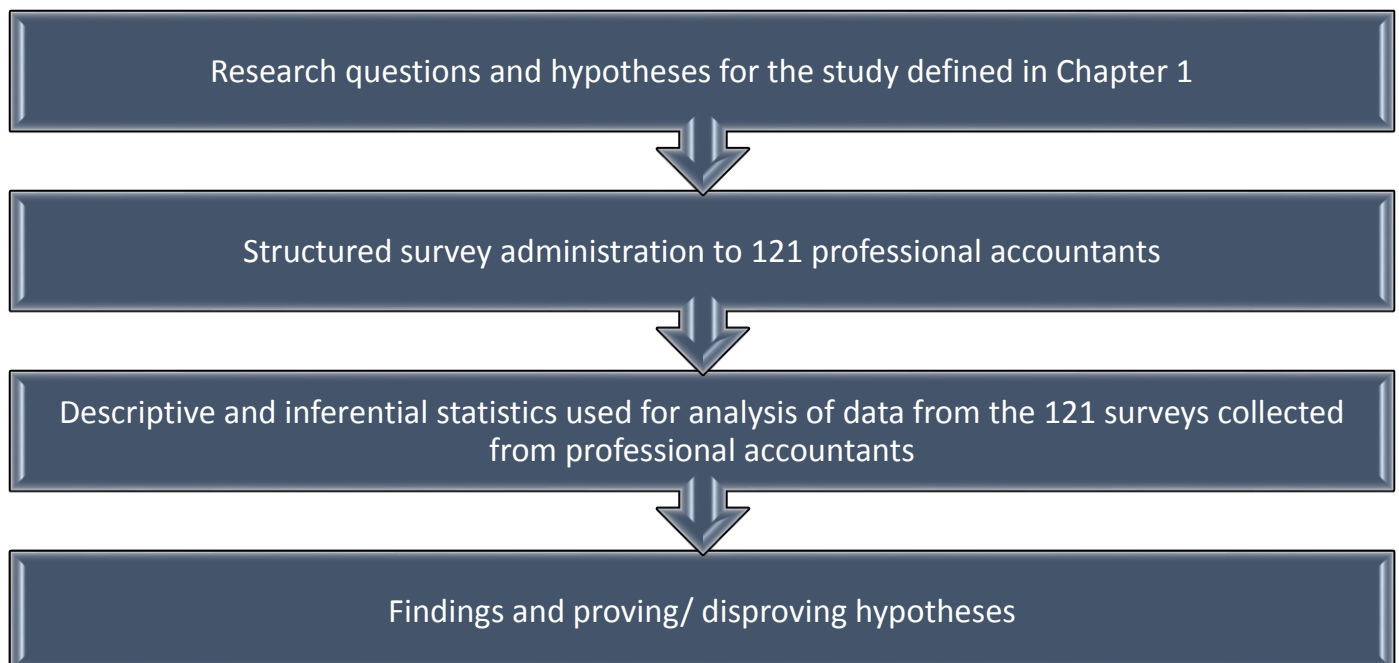 Research questions and hypotheses for the study defined in Chapter 1
Structured survey administration to 121 professional accountants
Descriptive and inferential statistics used for analysis of data from the 121 surveys collected
from professional accountants
Findings and proving/ disproving hypotheses